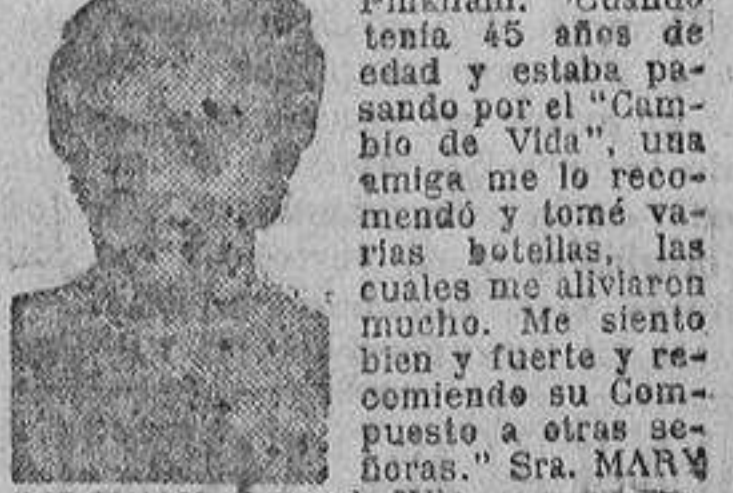 Pinkham. "Cuando
tenía 45 años de
edad y estaba pa-
sando por el "Cam-
bio de Vida", una
amiga me lo reco-
mendó y tomé va-
rias botellas, las
cuales me aliviaron
mucho. Me siento
bien y fuerte y re-
comiendo su Com-
puesto a otras se-
ñoras." Sra. MARY